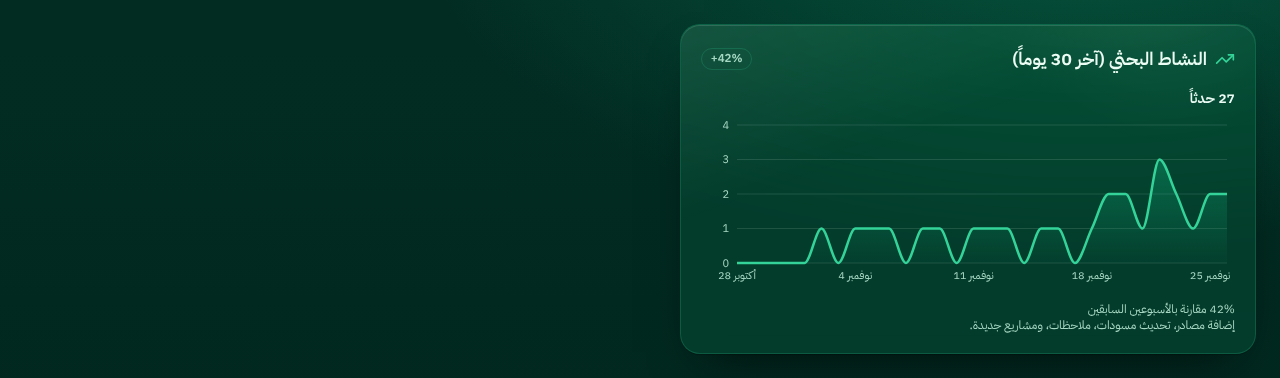 النشاط البحثي (آخر 30 يوماً)
+42%
27 حدثاً
4
3
2
1
0
28 أكتوبر
4 نوفمبر
11 نوفمبر
18 نوفمبر
25 نوفمبر
42% مقارنة بالأسبوعين السابقين
إضافة مصادر، تحديث مسودات، ملاحظات، ومشاريع جديدة.